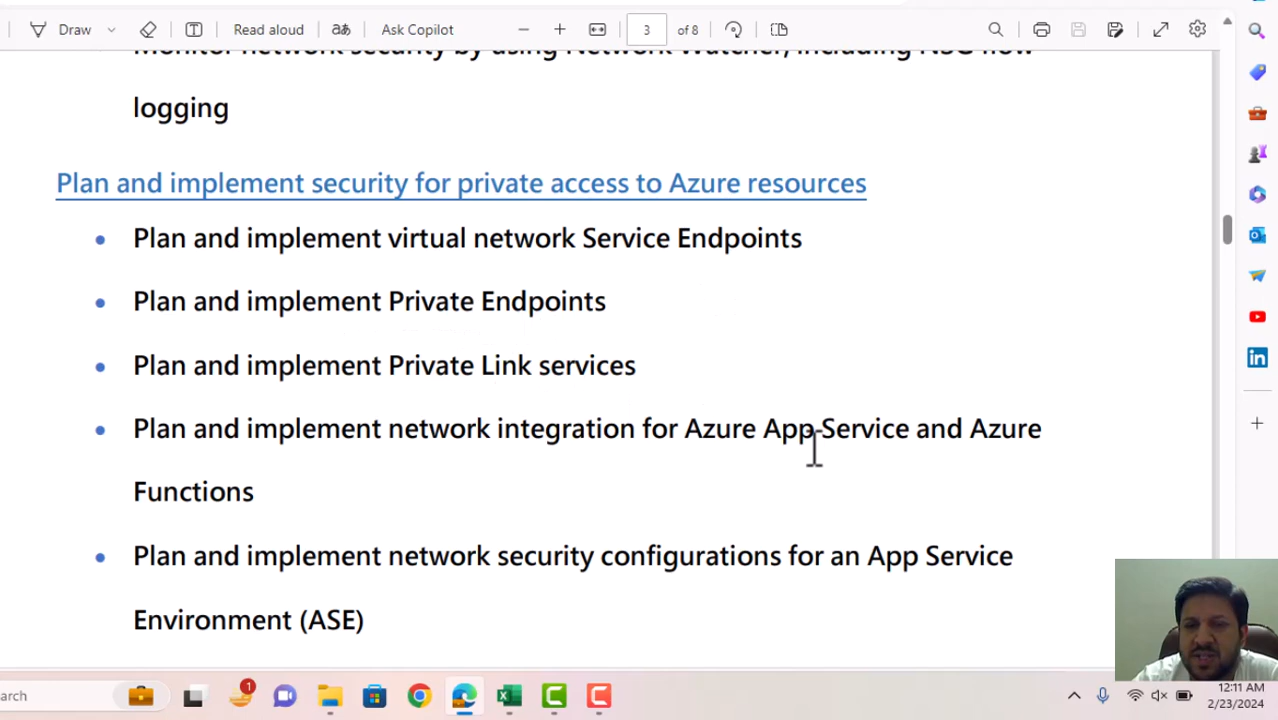 Draw
Read aloud
aあ
Ask Copilot
3
of 8
Monitor network security by using Network Watcher, including NSG flow
logging
Plan and implement security for private access to Azure resources
Plan and implement virtual network Service Endpoints
Plan and implement Private Endpoints
Plan and implement Private Link services
Plan and implement network integration for Azure App Service and Azure
Functions
Plan and implement network security configurations for an App Service
Environment (ASE)
arch
1
12:11 AM
2/23/2024